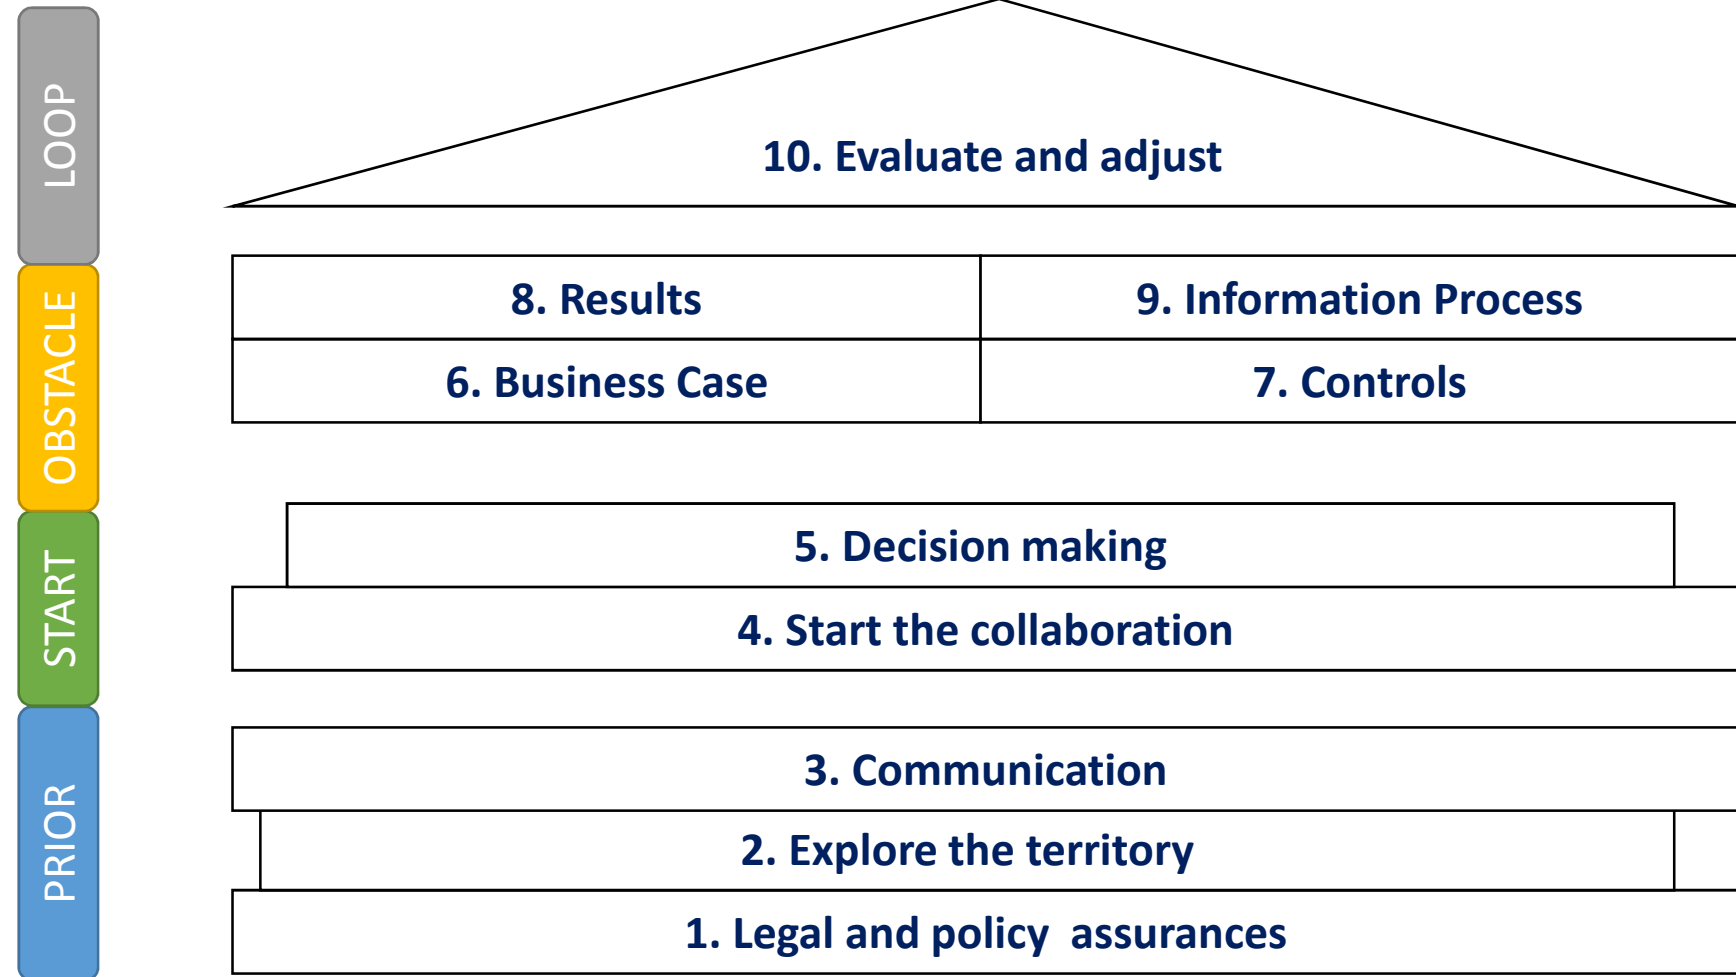 LOOP
10. Evaluate and adjust
OBSTACLE
8. Results
9. Information Process
6. Business Case
7. Controls
START
5. Decision making
4. Start the collaboration
PRIOR
3. Communication
2. Explore the territory
1. Legal and policy  assurances